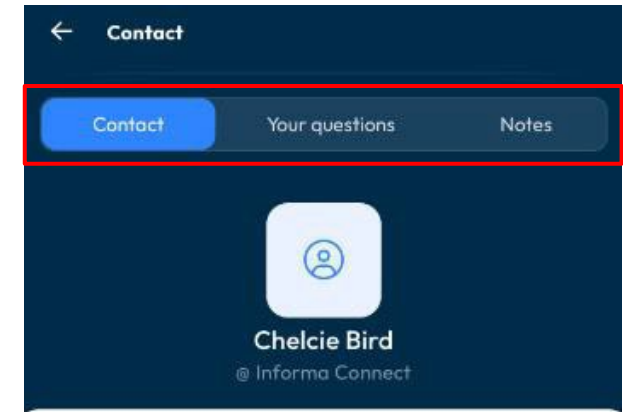 Contact
Contact Your questions Notes
Chelcie Bird
@ Informa Connect